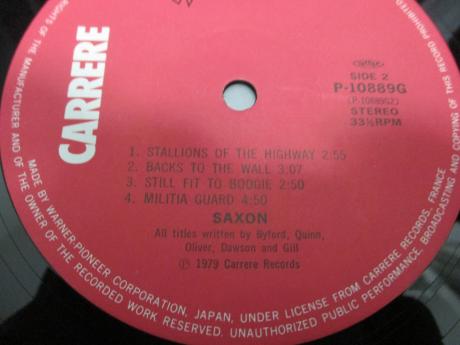 CARRERE
SIDE 2
P-10889G
(P-10889G2)
STEREO
33⅓RPM
1. STALLIONS OF THE HIGHWAY 2:55
2. BACKS TO THE WALL 3:07
3. STILL FIT TO BOOGIE 2:50
4. MILITIA GUARD 4:50
SAXON
All titles written by Byford, Quinn,
Oliver, Dawson and Gill
Ⓟ 1979 Carrere Records
MADE BY WARNER-PIONEER CORPORATION, JAPAN, UNDER LICENSE FROM CARRERE RECORDS, FRANCE
RIGHTS OF THE MANUFACTURER AND OF THE OWNER OF THE RECORDED WORK RESERVED. UNAUTHORIZED PUBLIC PERFORMANCE, BROADCASTING AND COPYING OF THIS RECORD PROHIBITED